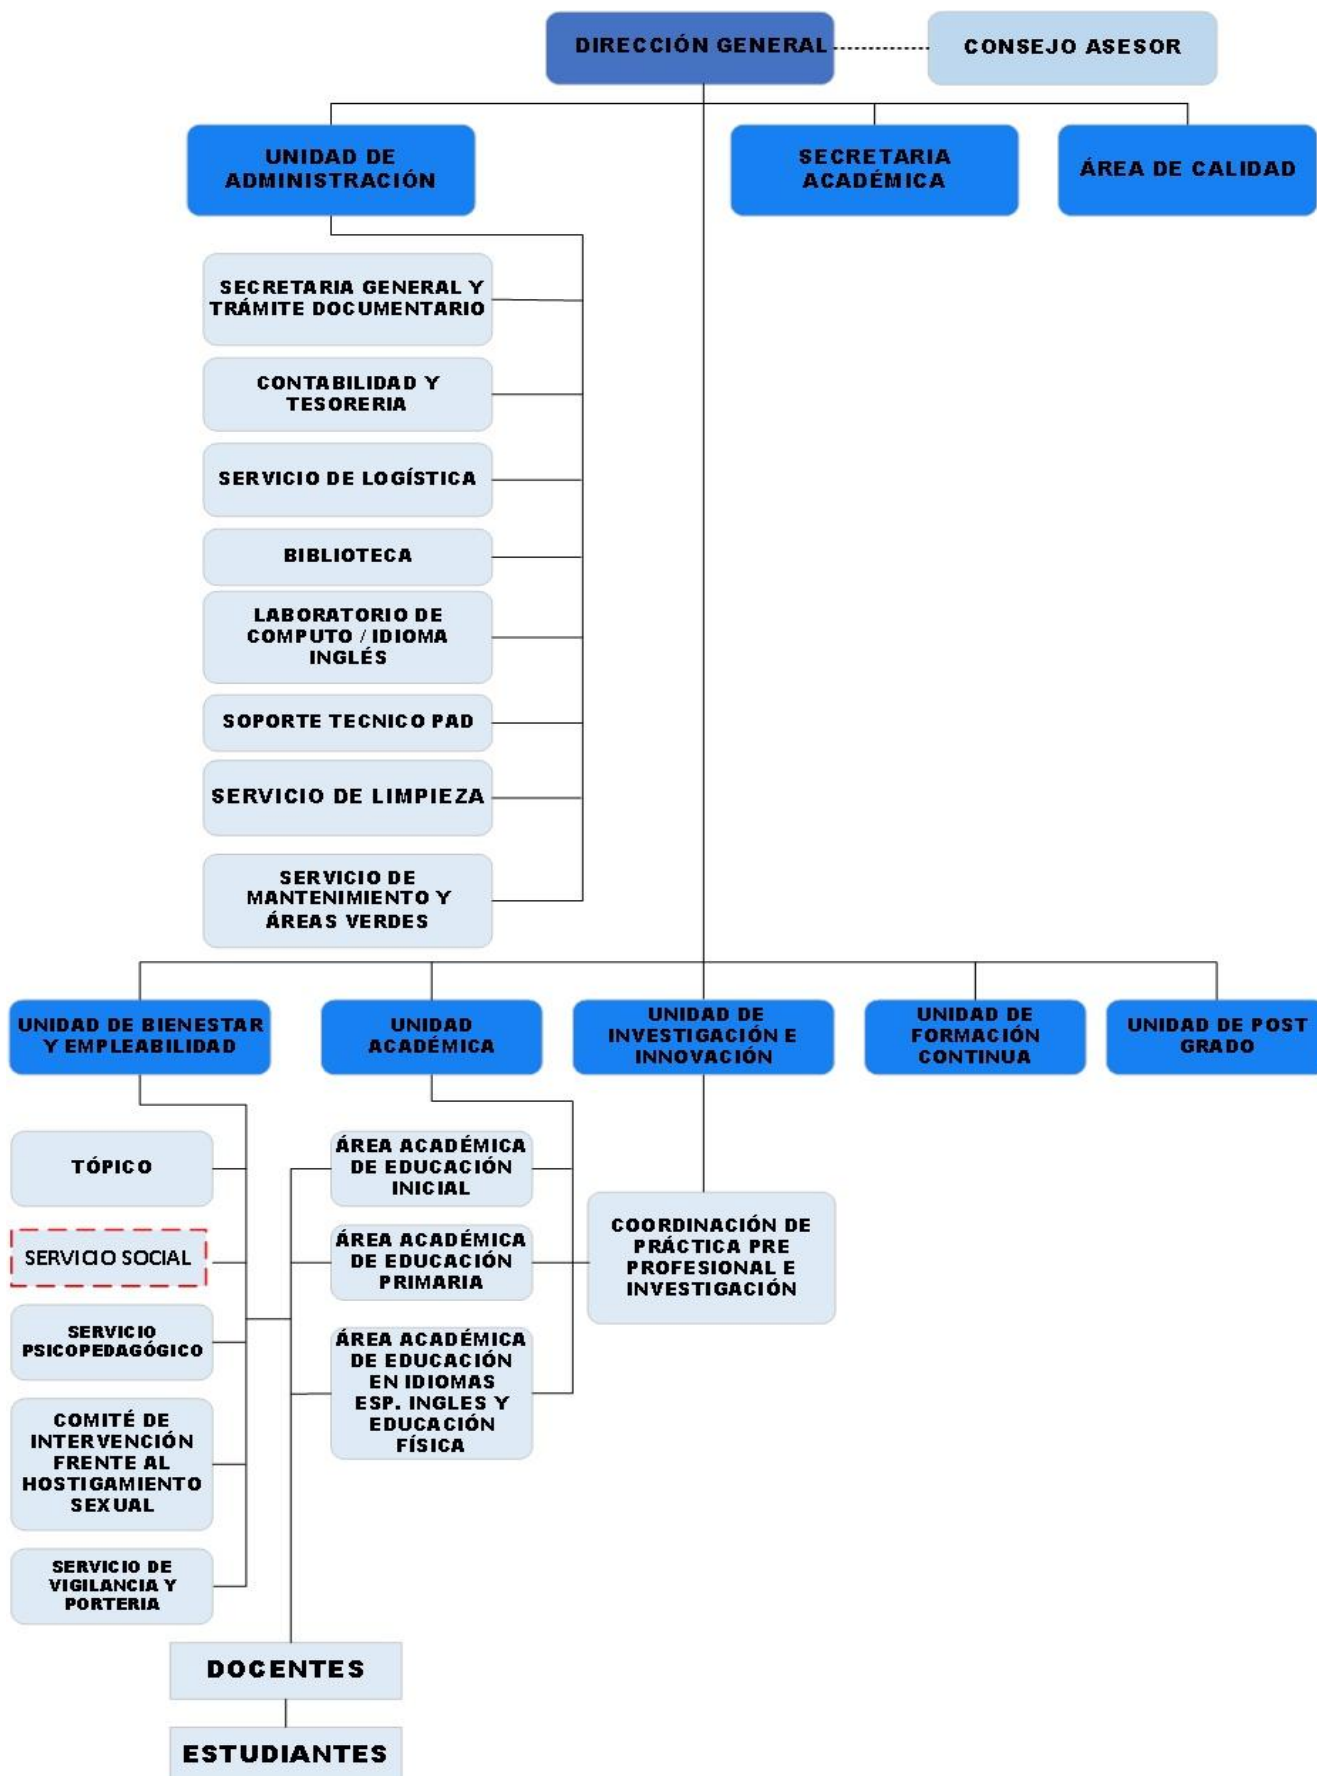 DIRECCIÓN GENERAL
CONSEJO ASESOR
UNIDAD DE
ADMINISTRACIÓN
SECRETARIA
ACADÉMICA
ÁREA DE CALIDAD
SECRETARIA GENERAL Y
TRÁMITE DOCUMENTARIO
CONTABILIDAD Y
TESORERIA
SERVICIO DE LOGÍSTICA
BIBLIOTECA
LABORATORIO DE
COMPUTO / IDIOMA
INGLÉS
SOPORTE TECNICO PAD
SERVICIO DE LIMPIEZA
SERVICIO DE
MANTENIMIENTO Y
ÁREAS VERDES
UNIDAD DE BIENESTAR
Y EMPLEABILIDAD
UNIDAD
ACADÉMICA
UNIDAD DE
INVESTIGACIÓN E
INNOVACIÓN
UNIDAD DE
FORMACIÓN
CONTINUA
UNIDAD DE POST
GRADO
TÓPICO
SERVICIO SOCIAL
SERVICIO
PSICOPEDAGÓGICO
COMITÉ DE
INTERVENCIÓN
FRENTE AL
HOSTIGAMIENTO
SEXUAL
SERVICIO DE
VIGILANCIA Y
PORTERIA
ÁREA ACADÉMICA
DE EDUCACIÓN
INICIAL
ÁREA ACADÉMICA
DE EDUCACIÓN
PRIMARIA
ÁREA ACADÉMICA
DE EDUCACIÓN
EN IDIOMAS
ESP. INGLES Y
EDUCACIÓN
FÍSICA
COORDINACIÓN DE
PRÁCTICA PRE
PROFESIONAL E
INVESTIGACIÓN
DOCENTES
ESTUDIANTES